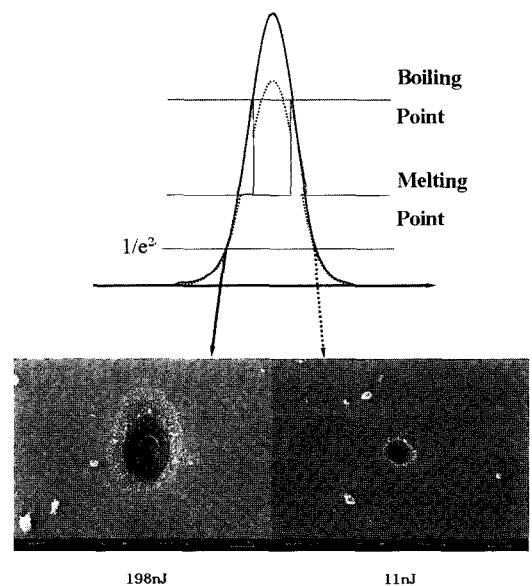 Boiling
Point
Melting
Point
1/e²
198nJ
11nJ